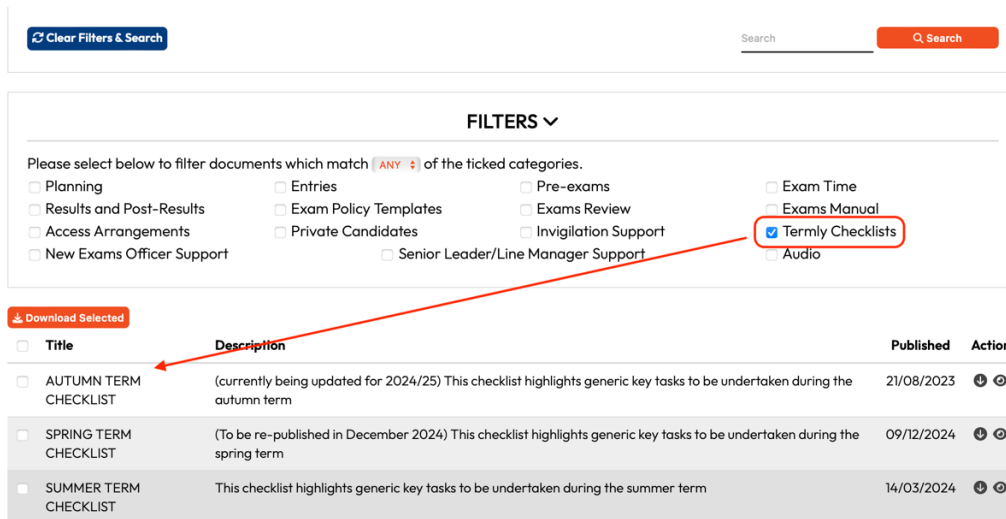 Clear Filters & Search
Search
Search
FILTERS
Please select below to filter documents which match ANY of the ticked categories.
Planning Entries Pre-exams Exam Time
Results and Post-Results Exam Policy Templates Exams Review Exams Manual
Access Arrangements Private Candidates Invigilation Support Termly Checklists
New Exams Officer Support Senior Leader/Line Manager Support Audio
Download Selected
Title Description Published Action
AUTUMN TERM (currently being updated for 2024/25) This checklist highlights generic key tasks to be undertaken during the 21/08/2023
CHECKLIST autumn term
SPRING TERM (To be re-published in December 2024) This checklist highlights generic key tasks to be undertaken during the 09/12/2024
CHECKLIST spring term
SUMMER TERM This checklist highlights generic key tasks to be undertaken during the summer term 14/03/2024
CHECKLIST